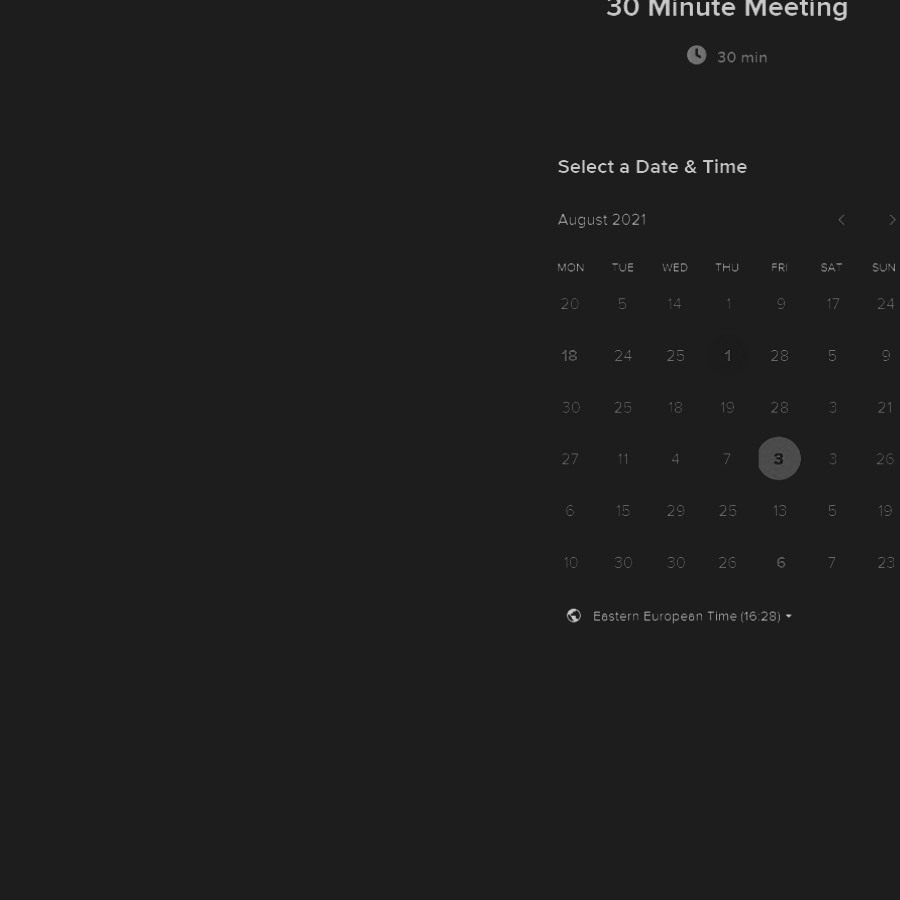 30 Minute Meeting
30 min
Select a Date & Time
August 2021
MON TUE WED THU FRI SAT SUN
20 5 14 1 9 17 24
18 24 25 1 28 5 9
30 25 18 19 28 3 21
27 11 4 7 3 3 26
6 15 29 25 13 5 19
10 30 30 26 6 7 23
Eastern European Time (16:28)